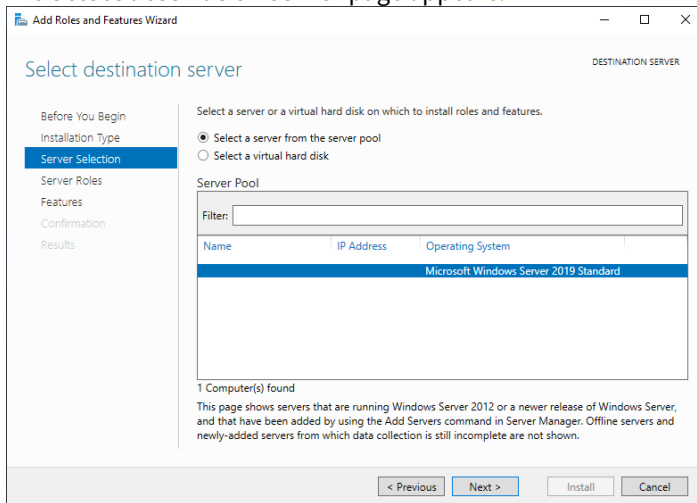 Add Roles and Features Wizard
Select destination server
DESTINATION SERVER
Before You Begin
Installation Type
Server Selection
Server Roles
Features
Confirmation
Results
Select a server or a virtual hard disk on which to install roles and features.
Select a server from the server pool
Select a virtual hard disk
Server Pool
Filter:
Name IP Address Operating System
Microsoft Windows Server 2019 Standard
1 Computer(s) found
This page shows servers that are running Windows Server 2012 or a newer release of Windows Server,
and that have been added by using the Add Servers command in Server Manager. Offline servers and
newly-added servers from which data collection is still incomplete are not shown.
< Previous Next > Install Cancel